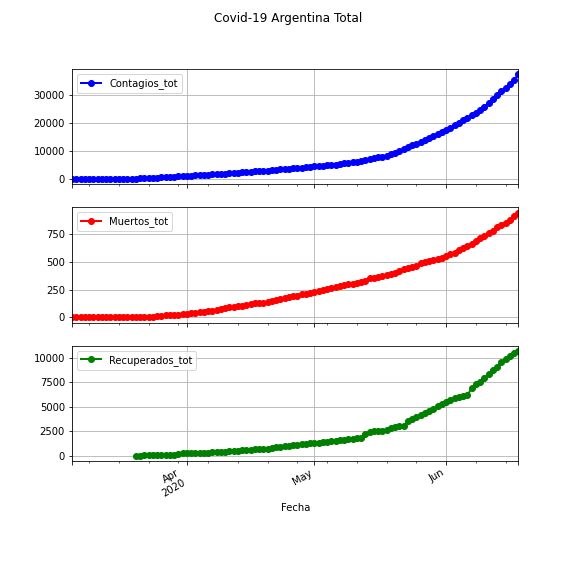 Covid-19 Argentina Total
Contagios_tot
30000
20000
10000
0
Muertos_tot
750
500
250
0
Recuperados_tot
10000
7500
5000
2500
0
Apr
2020
May
Jun
Fecha